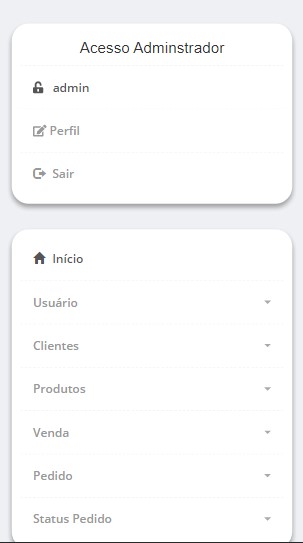 Acesso Adminstrador
admin
Perfil
Sair
Início
Usuário
Clientes
Produtos
Venda
Pedido
Status Pedido